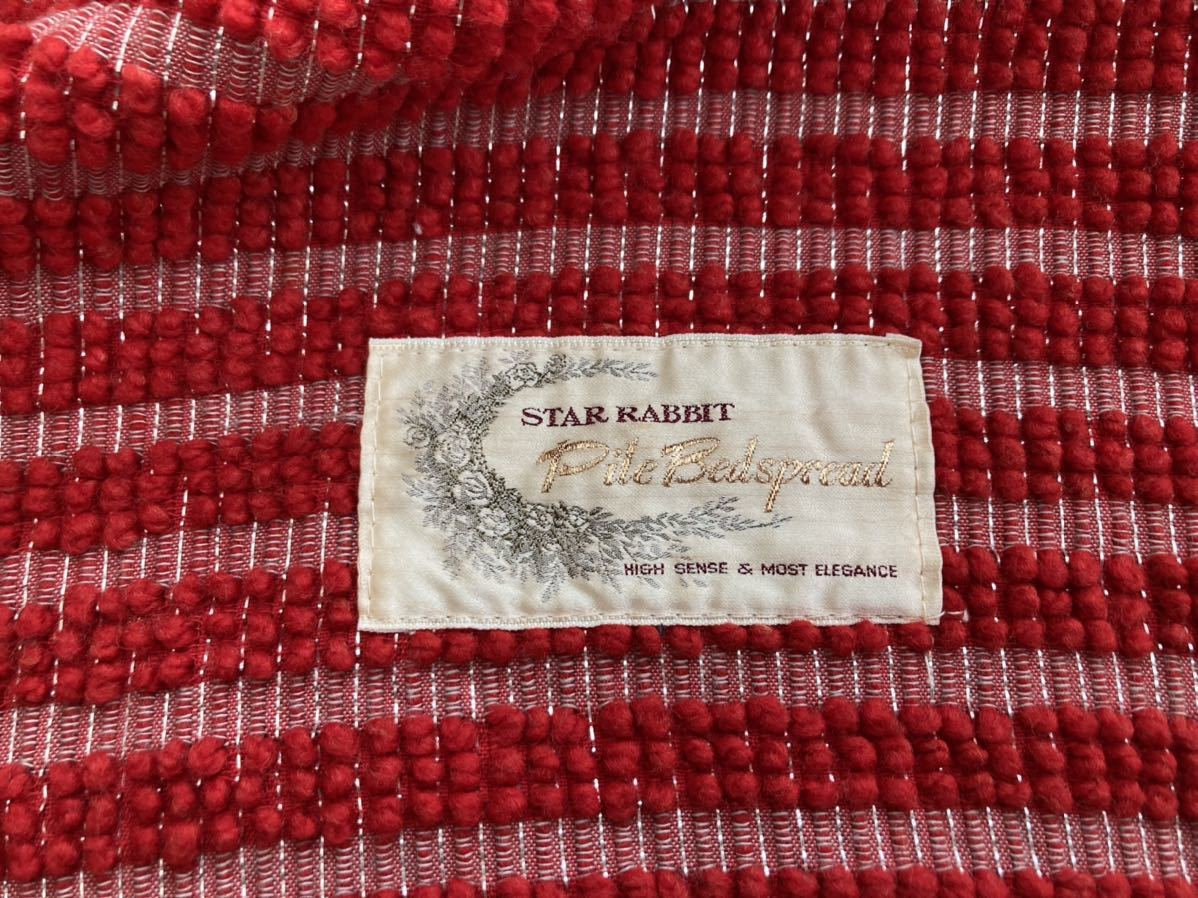 STAR RABBIT
Pile Bedspread
HIGH SENSE & MOST ELEGANCE